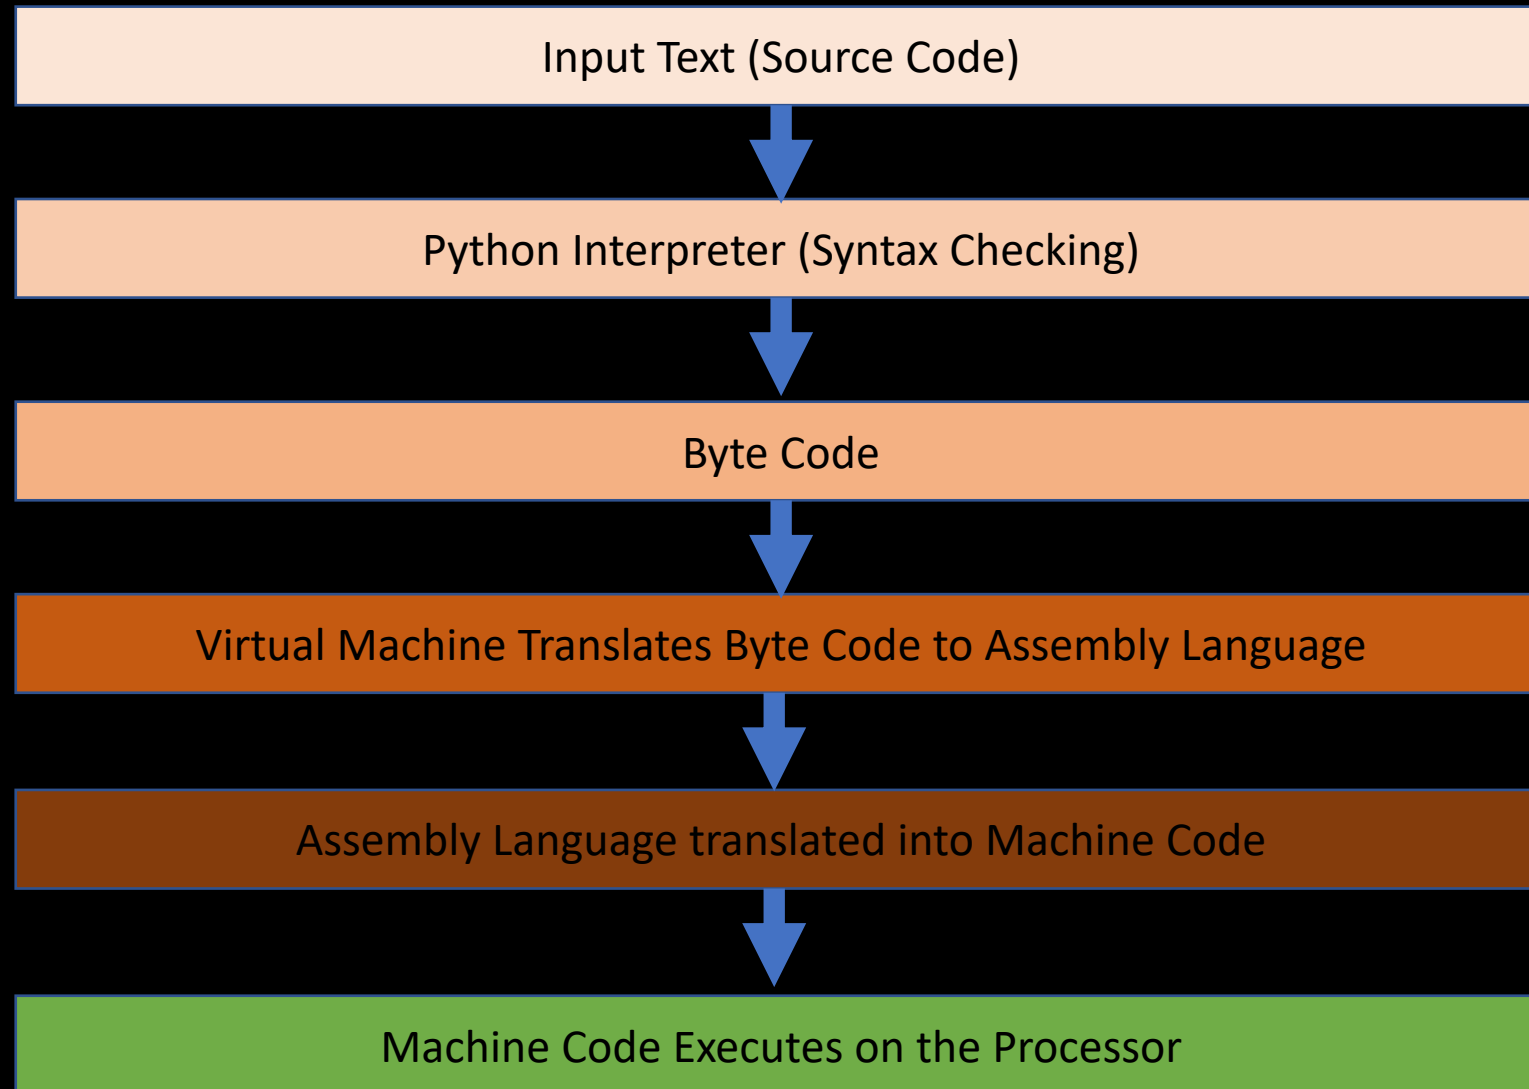 Input Text (Source Code)
Python Interpreter (Syntax Checking)
Byte Code
Virtual Machine Translates Byte Code to Assembly Language
Assembly Language translated into Machine Code
Machine Code Executes on the Processor